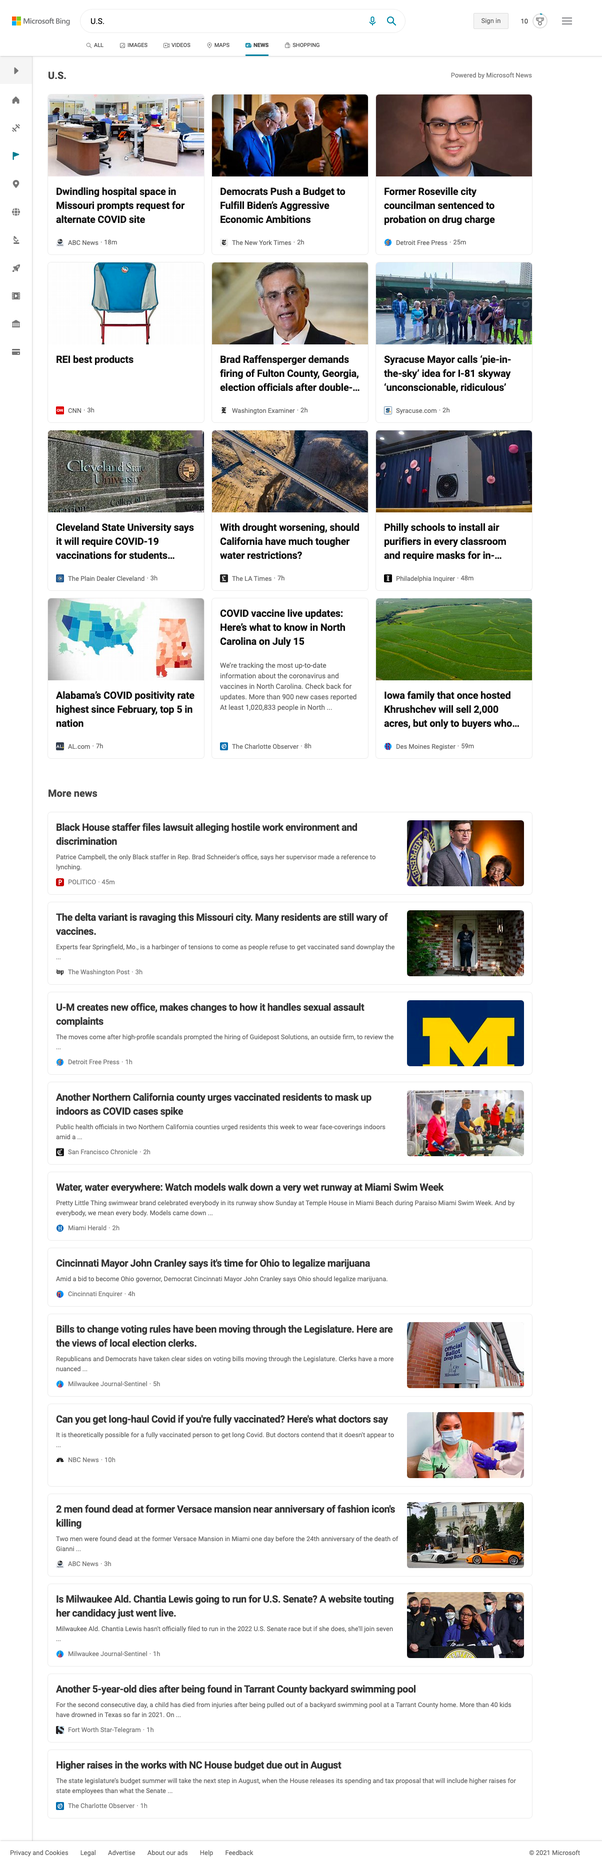 Microsoft Bing
U.S.
Sign in
10
ALL
IMAGES
VIDEOS
MAPS
NEWS
SHOPPING
U.S.
Powered by Microsoft News
Dwindling hospital space in
Missouri prompts request for
alternate COVID site
ABC News · 18m
Democrats Push a Budget to
Fulfill Biden's Aggressive
Economic Ambitions
The New York Times · 2h
Former Roseville city
councilman sentenced to
probation on drug charge
Detroit Free Press · 25m
REI best products
CNN · 3h
Brad Raffensperger demands
firing of Fulton County, Georgia,
election officials after double-...
Washington Examiner · 2h
Syracuse Mayor calls 'pie-in-
the-sky' idea for I-81 skyway
'unconscionable, ridiculous'
Syracuse.com · 2h
Cleveland State
University
Cleveland State University says
it will require COVID-19
vaccinations for students...
The Plain Dealer Cleveland · 3h
With drought worsening, should
California have much tougher
water restrictions?
The LA Times · 7h
Philly schools to install air
purifiers in every classroom
and require masks for in-...
Philadelphia Inquirer · 48m
Alabama's COVID positivity rate
highest since February, top 5 in
nation
AL.com · 7h
COVID vaccine live updates:
Here's what to know in North
Carolina on July 15
We're tracking the most up-to-date
information about the coronavirus and
vaccines in North Carolina. Check back for
updates. More than 900 new cases reported
At least 1,020,833 people in North ...
The Charlotte Observer · 8h
Iowa family that once hosted
Khrushchev will sell 2,000
acres, but only to buyers who...
Des Moines Register · 59m
More news
Black House staffer files lawsuit alleging hostile work environment and
discrimination
Patrice Campbell, the only Black staffer in Rep. Brad Schneider's office, says her supervisor made a reference to
lynching.
POLITICO · 45m
The delta variant is ravaging this Missouri city. Many residents are still wary of
vaccines.
Experts fear Springfield, Mo., is a harbinger of tensions to come as people refuse to get vaccinated sand downplay the
...
The Washington Post · 3h
U-M creates new office, makes changes to how it handles sexual assault
complaints
The moves come after high-profile scandals prompted the hiring of Guidepost Solutions, an outside firm, to review the
...
Detroit Free Press · 1h
M
Another Northern California county urges vaccinated residents to mask up
indoors as COVID cases spike
Public health officials in two Northern California counties urged residents this week to wear face-coverings indoors
amid a ...
San Francisco Chronicle · 2h
Water, water everywhere: Watch models walk down a very wet runway at Miami Swim Week
Pretty Little Thing swimwear brand celebrated everybody in its runway show Sunday at Temple House in Miami Beach during Paraiso Miami Swim Week. And by
everybody, we mean every body. Models came down ...
Miami Herald · 2h
Cincinnati Mayor John Cranley says it's time for Ohio to legalize marijuana
Amid a bid to become Ohio governor, Democrat Cincinnati Mayor John Cranley says Ohio should legalize marijuana.
Cincinnati Enquirer · 4h
Bills to change voting rules have been moving through the Legislature. Here are
the views of local election clerks.
Republicans and Democrats have taken clear sides on voting bills moving through the Legislature. Clerks have a more
nuanced ...
Milwaukee Journal-Sentinel · 5h
Official
Ballot
Drop Box
Can you get long-haul Covid if you're fully vaccinated? Here's what doctors say
It is theoretically possible for a fully vaccinated person to get long Covid. But doctors contend that it doesn't appear to
...
NBC News · 10h
2 men found dead at former Versace mansion near anniversary of fashion icon's
killing
Two men were found dead at the former Versace Mansion in Miami one day before the 24th anniversary of the death of
Gianni ...
ABC News · 3h
Is Milwaukee Ald. Chantia Lewis going to run for U.S. Senate? A website touting
her candidacy just went live.
Milwaukee Ald. Chantia Lewis hasn't officially filed to run in the 2022 U.S. Senate race but if she does, she'll join seven
...
Milwaukee Journal-Sentinel · 1h
Another 5-year-old dies after being found in Tarrant County backyard swimming pool
For the second consecutive day, a child has died from injuries after being pulled out of a backyard swimming pool at a Tarrant County home. More than 40 kids
have drowned in Texas so far in 2021. On ...
Fort Worth Star-Telegram · 1h
Higher raises in the works with NC House budget due out in August
The state legislature's budget summer will take the next step in August, when the House releases its spending and tax proposal that will include higher raises for
state employees than what the Senate ...
The Charlotte Observer · 1h
Privacy and Cookies
Legal
Advertise
About our ads
Help
Feedback
© 2021 Microsoft